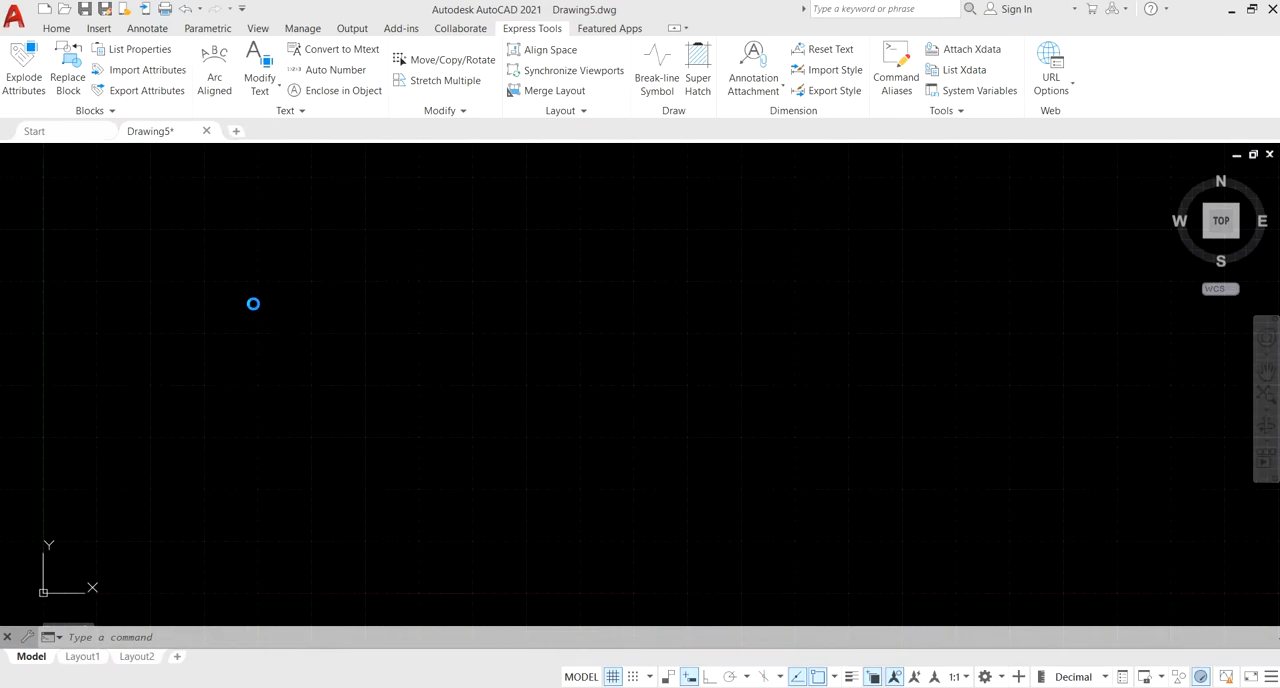 Autodesk AutoCAD 2021 Drawing5.dwg
Type a keyword or phrase
Sign In
Home Insert Annotate Parametric View Manage Output Add-ins Collaborate Express Tools Featured Apps
Explode Attributes
Replace Block
List Properties
Import Attributes
Export Attributes
Blocks
Arc Aligned
Modify Text
Convert to Mtext
Auto Number
Enclose in Object
Text
Move/Copy/Rotate
Stretch Multiple
Modify
Align Space
Synchronize Viewports
Merge Layout
Layout
Break-line Symbol
Super Hatch
Draw
Annotation Attachment
Reset Text
Import Style
Export Style
Dimension
Command Aliases
Attach Xdata
List Xdata
System Variables
Tools
URL Options
Web
Start
Drawing5*
N
W TOP E
S
WCS
Y
X
Type a command
Model Layout1 Layout2
MODEL
1:1
Decimal